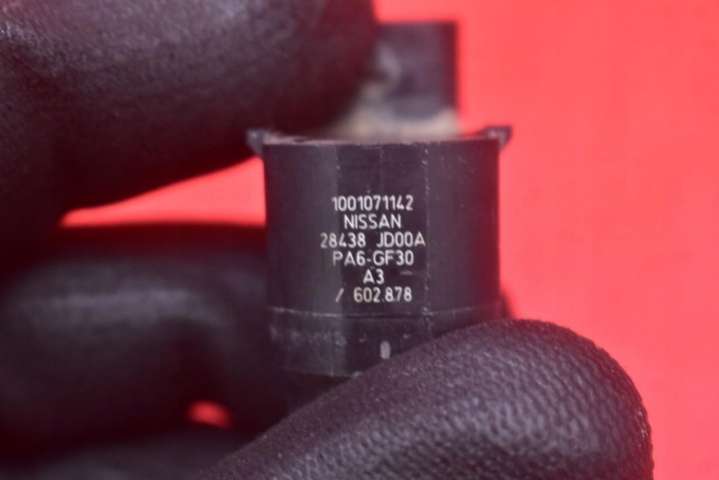 1001071142
NISSAN
28438 JD00A
PA6-GF30
A3
/ 602.878